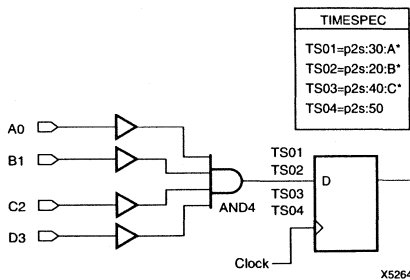 TIMESPEC
TS01=p2s:30:A*
TS02=p2s:20:B*
TS03=p2s:40:C*
TS04=p2s:50
A0
B1
C2
D3
AND4
TS01
TS02
TS03
TS04
D
Clock
X5264